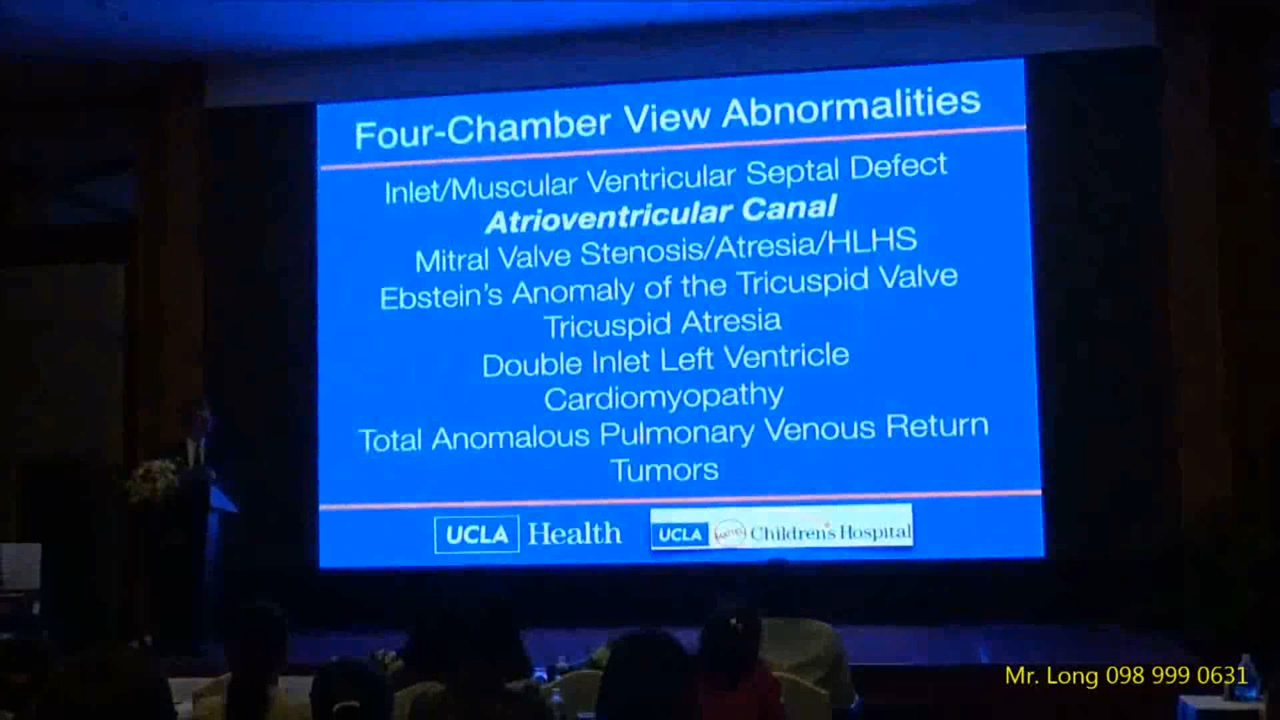 Four-Chamber View Abnormalities
Inlet/Muscular Ventricular Septal Defect
Atrioventricular Canal
Mitral Valve Stenosis/Atresia/HLHS
Ebstein's Anomaly of the Tricuspid Valve
Tricuspid Atresia
Double Inlet Left Ventricle
Cardiomyopathy
Total Anomalous Pulmonary Venous Return
Tumors
UCLA Health
UCLA Children's Hospital
Mr. Long 098 999 0631